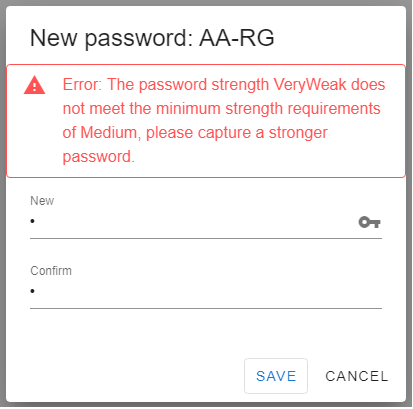 New password: AA-RG
Error: The password strength VeryWeak does
not meet the minimum strength requirements
of Medium, please capture a stronger
password.
New
•
Confirm
•
SAVE CANCEL